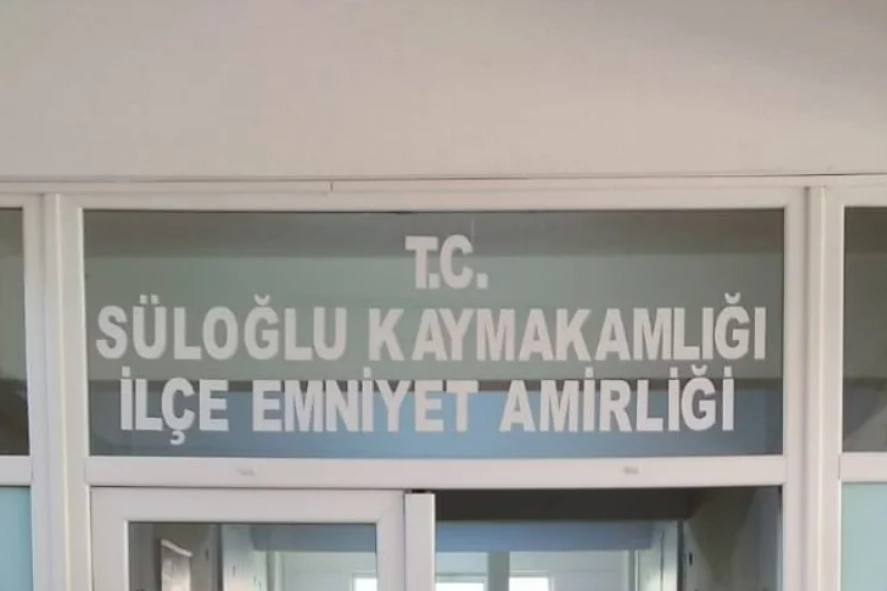 T.C.
SÜLOĞLU KAYMAKAMLIĞI
İLÇE EMNİYET AMİRLİĞİ